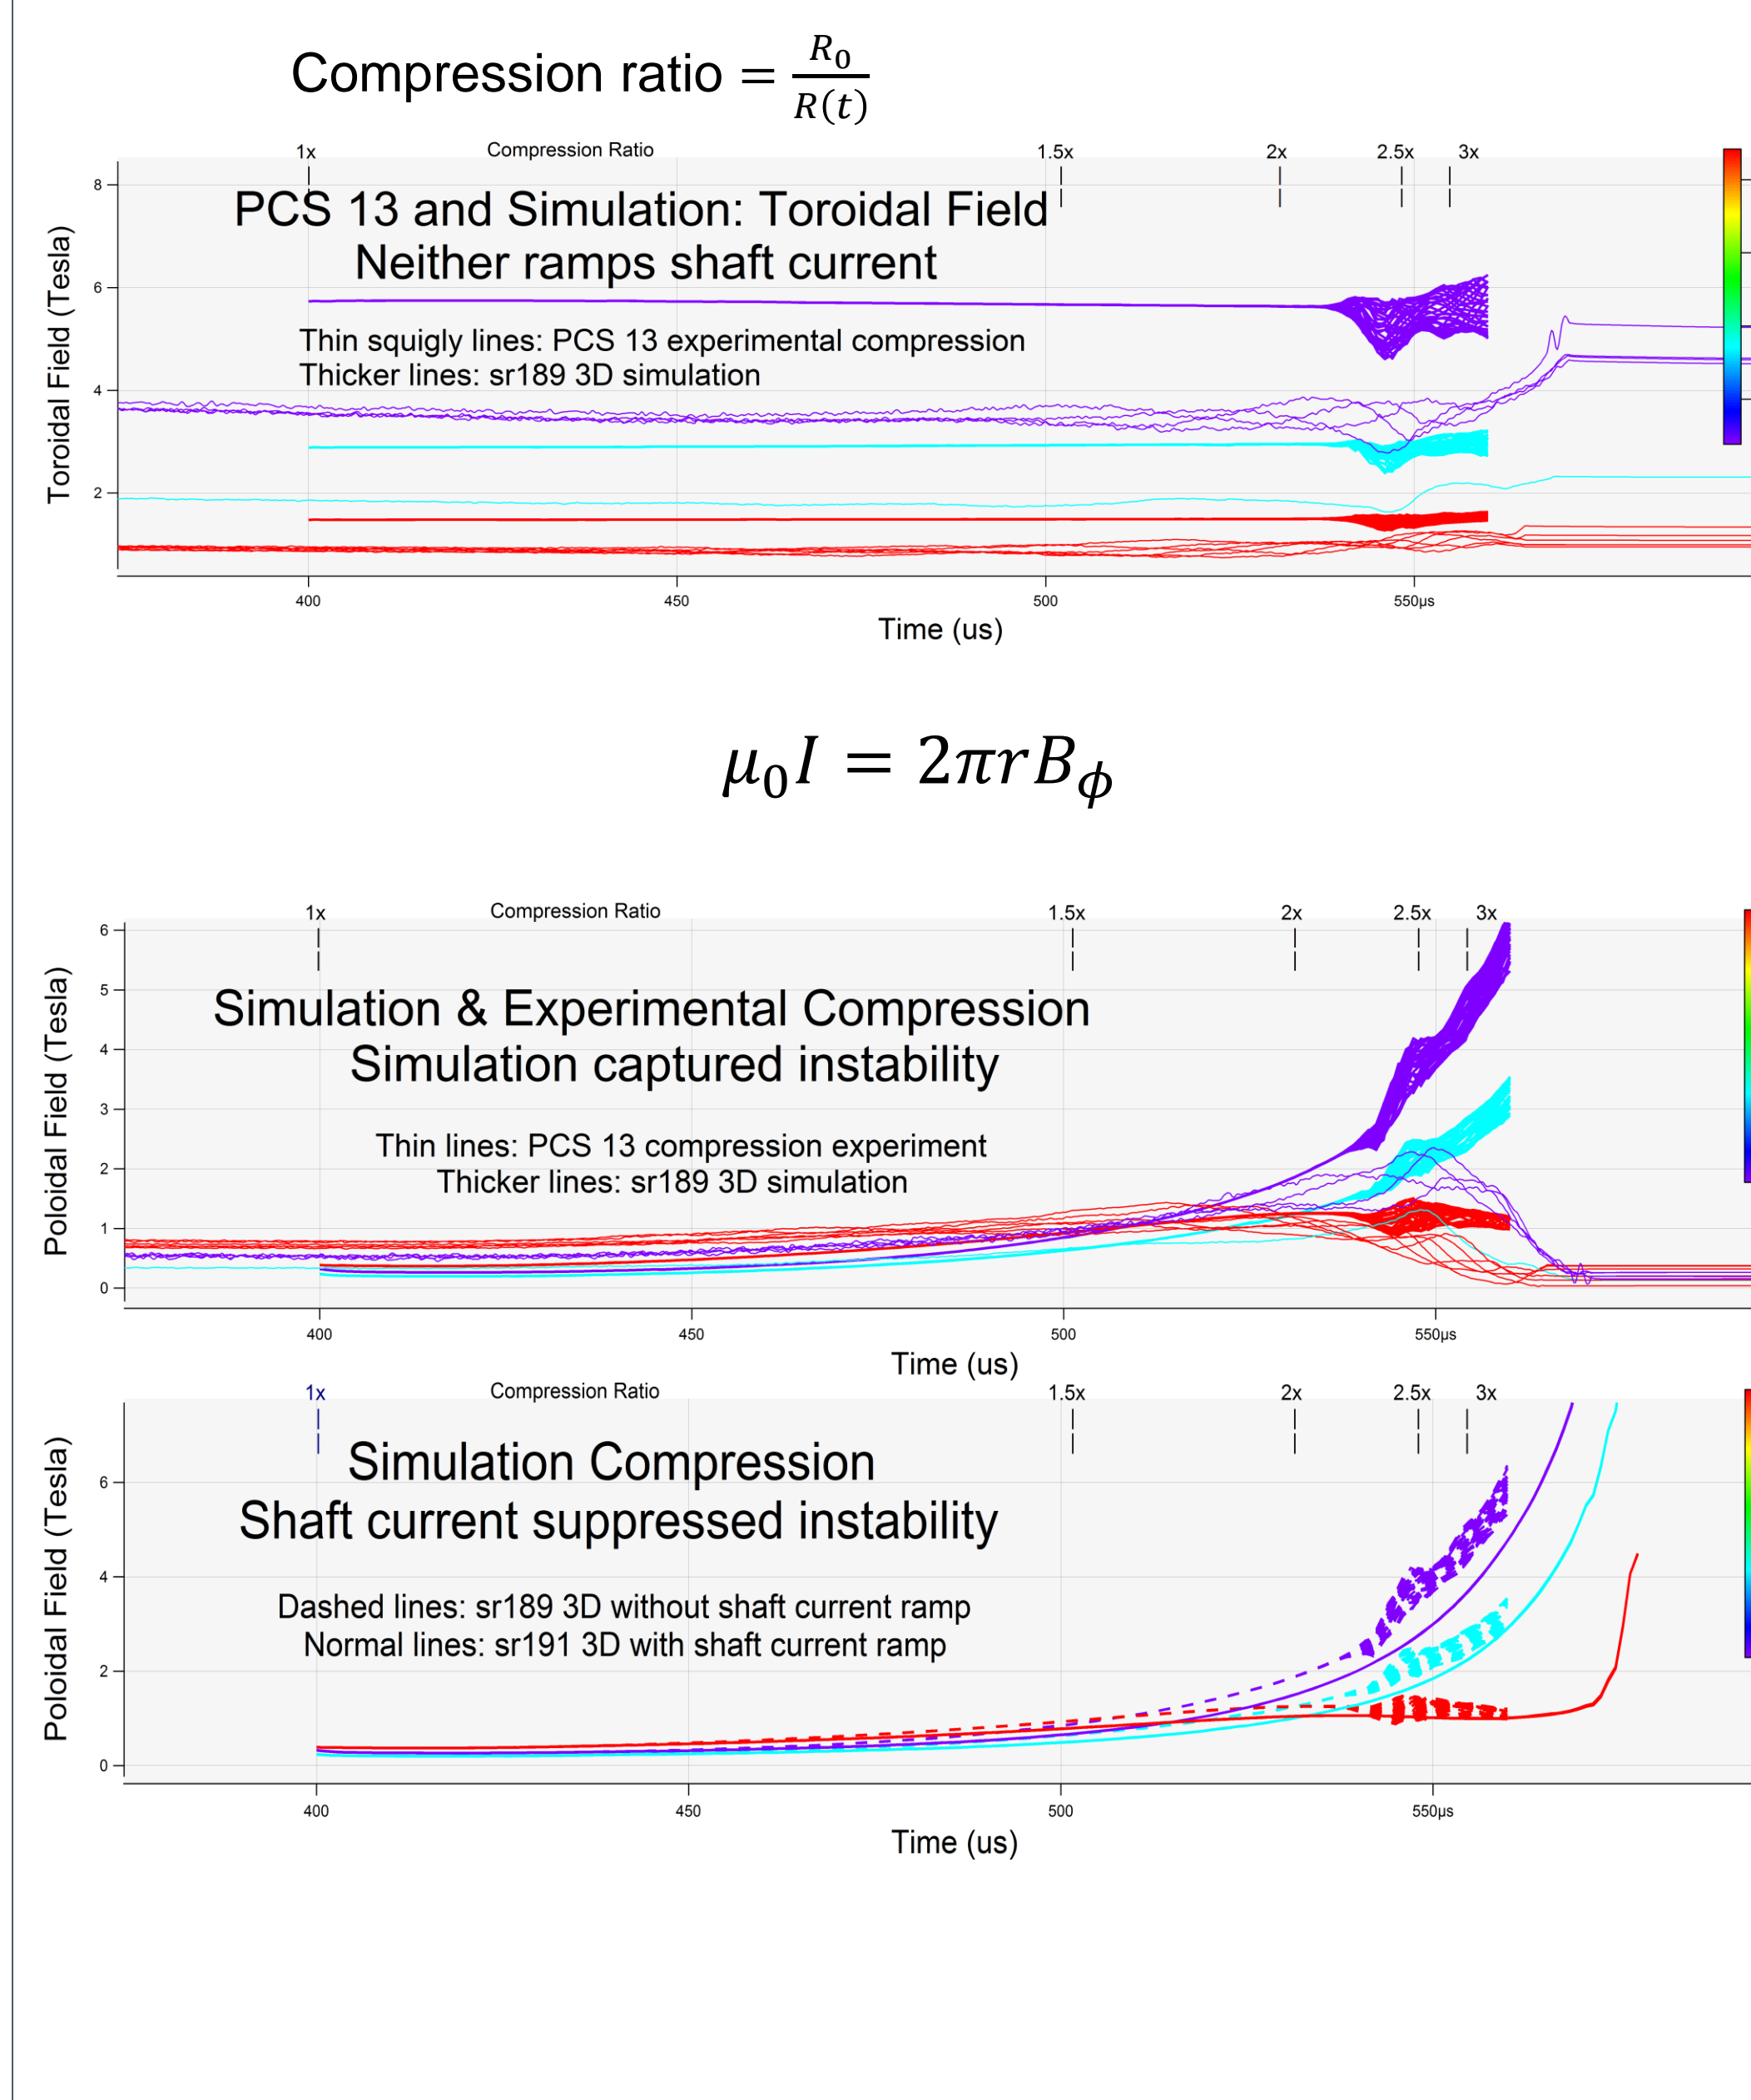 Compression ratio = R₀/R(t)
1x Compression Ratio 1.5x 2x 2.5x 3x
PCS 13 and Simulation: Toroidal Field
Neither ramps shaft current
Thin squigly lines: PCS 13 experimental compression
Thicker lines: sr189 3D simulation
Toroidal Field (Tesla)
8
6
4
2
400 450 500 550µs
Time (us)
μ₀I = 2πrB_ϕ
1x Compression Ratio 1.5x 2x 2.5x 3x
Simulation & Experimental Compression
Simulation captured instability
Thin lines: PCS 13 compression experiment
Thicker lines: sr189 3D simulation
Poloidal Field (Tesla)
6
5
4
3
2
1
0
400 450 500 550µs
Time (us)
1x Compression Ratio 1.5x 2x 2.5x 3x
Simulation Compression
Shaft current suppressed instability
Dashed lines: sr189 3D without shaft current ramp
Normal lines: sr191 3D with shaft current ramp
Poloidal Field (Tesla)
6
4
2
0
400 450 500 550µs
Time (us)